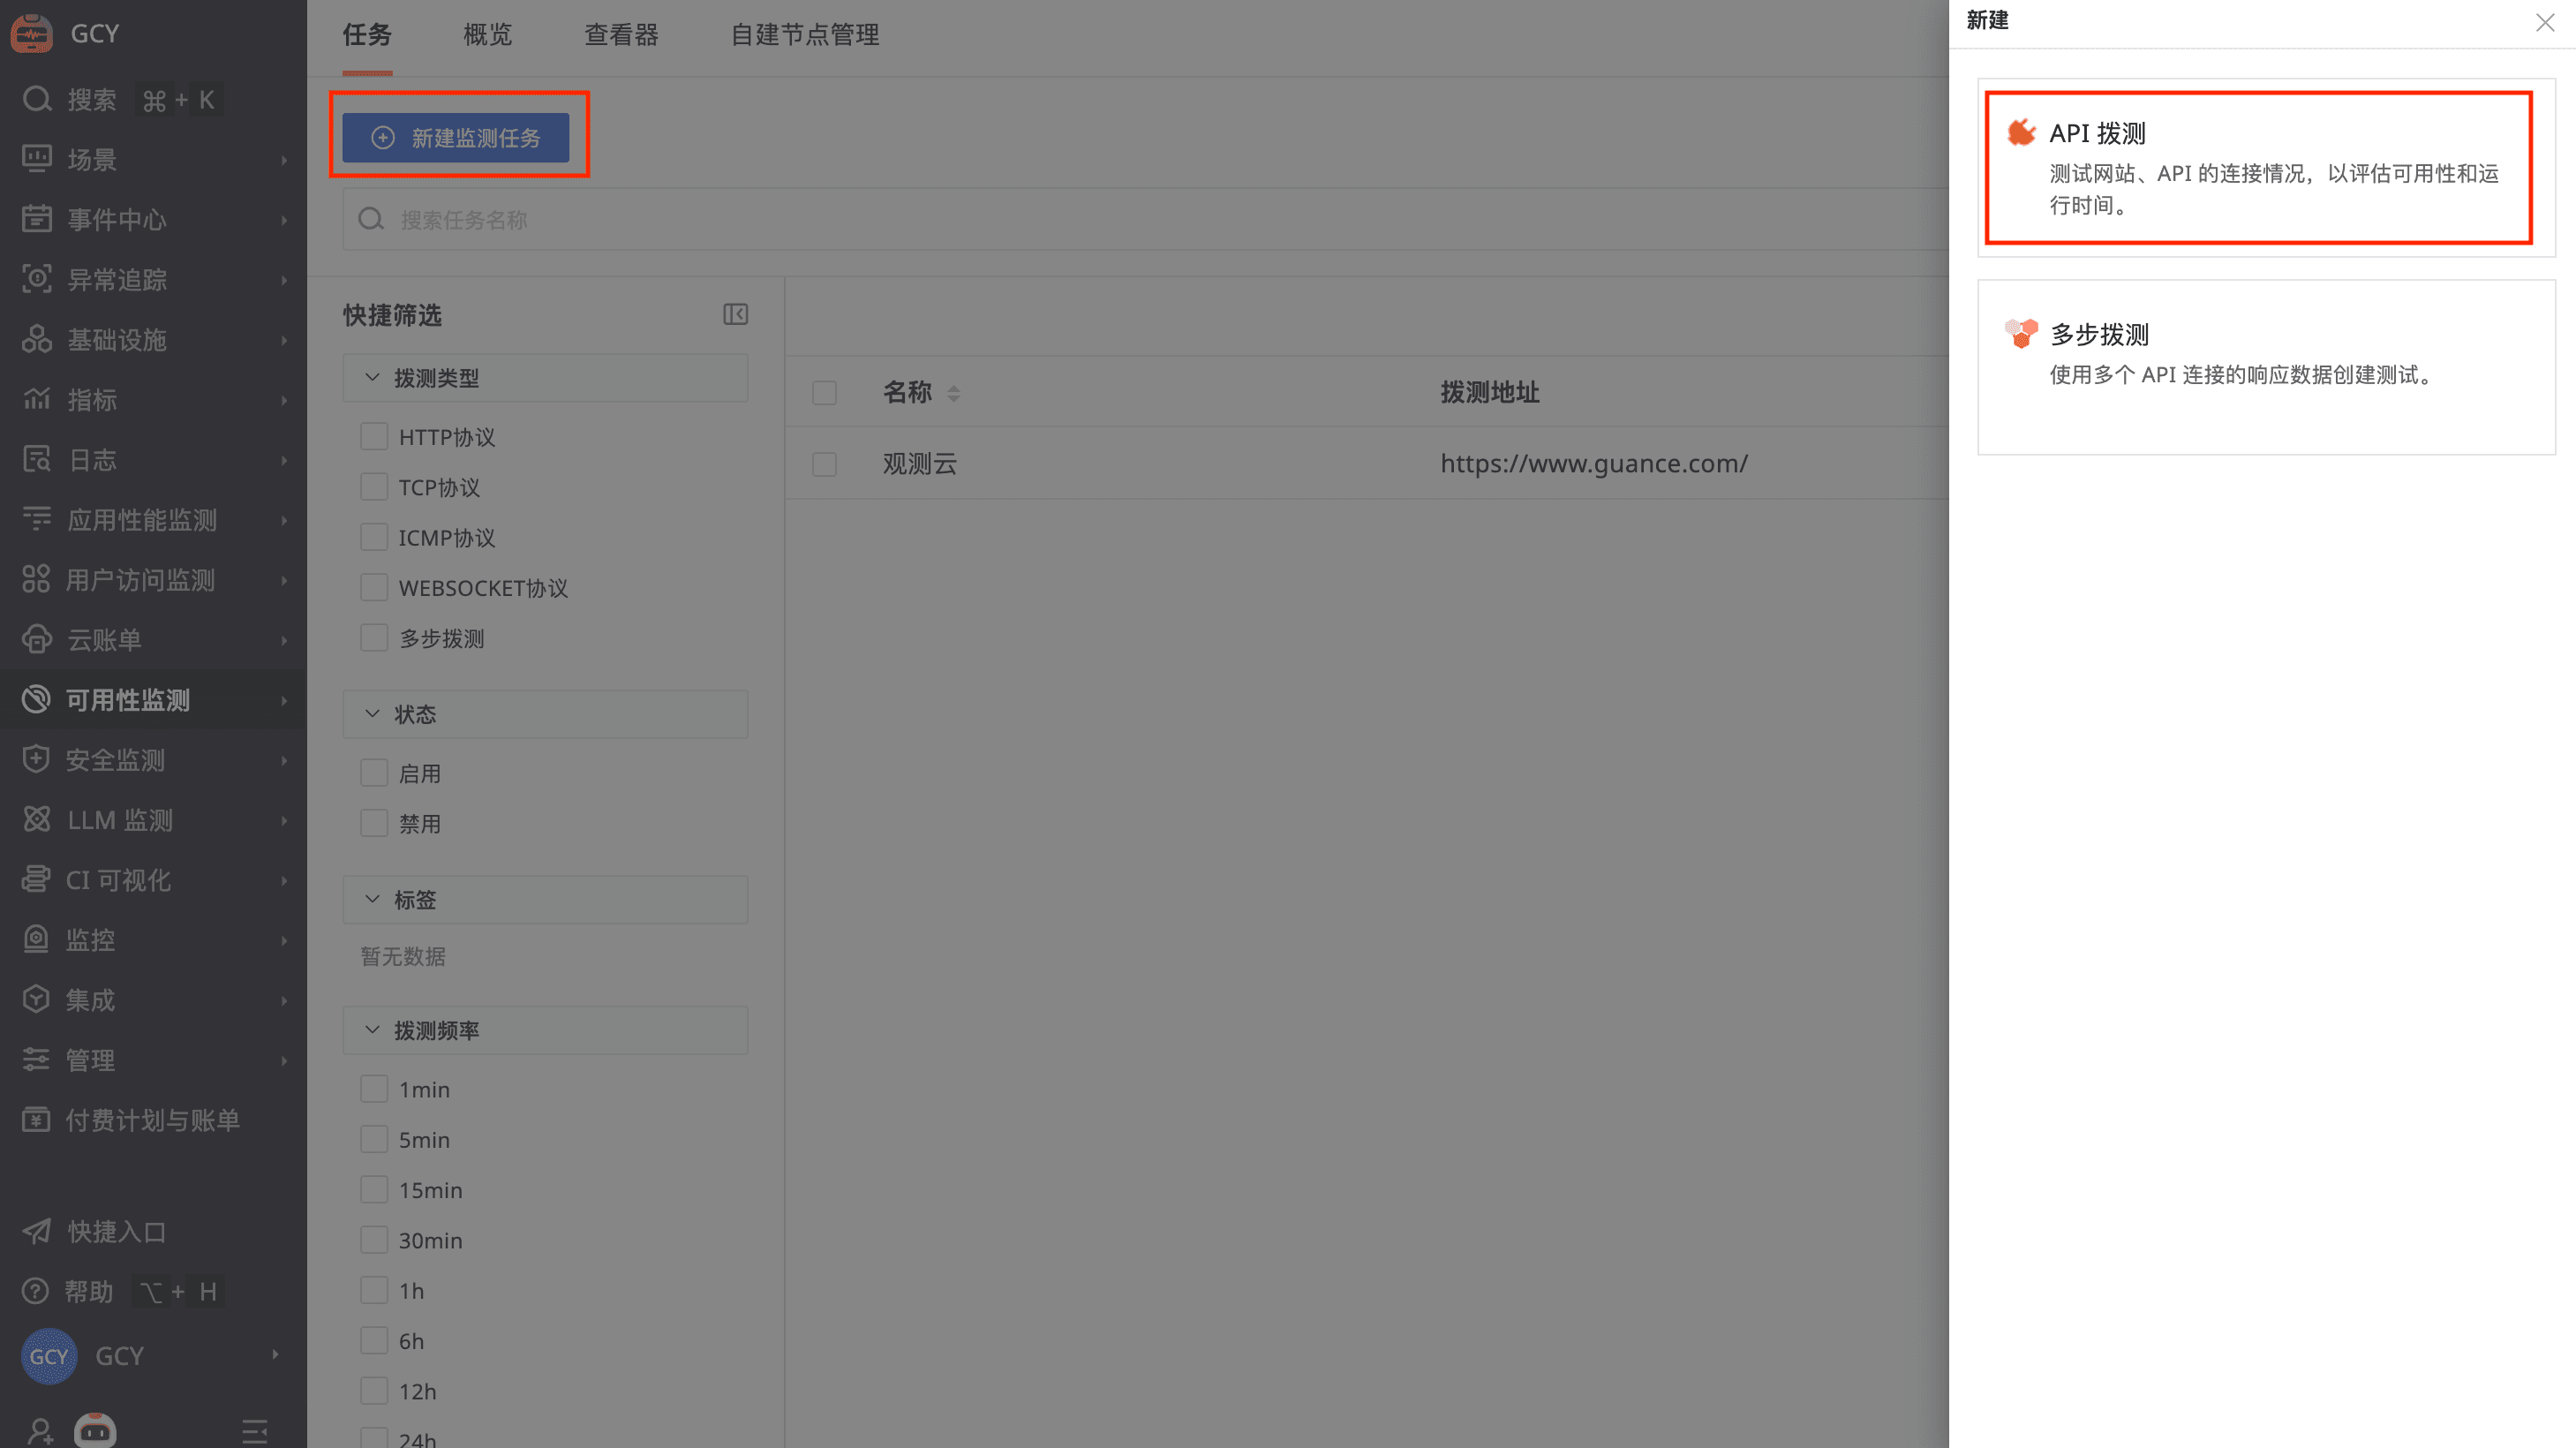 GCY
搜索 ⌘ + K
场景
事件中心
异常追踪
基础设施
指标
日志
应用性能监测
用户访问监测
云账单
可用性监测
安全监测
LLM 监测
CI 可视化
监控
集成
管理
付费计划与账单
快捷入口
帮助 ⌥ + H
GCY GCY
任务 概览 查看器 自建节点管理
新建监测任务
搜索任务名称
快捷筛选
拨测类型
HTTP协议
TCP协议
ICMP协议
WEBSOCKET协议
多步拨测
状态
启用
禁用
标签
暂无数据
拨测频率
1min
5min
15min
30min
1h
6h
12h
24h
名称 拨测地址
观测云 https://www.guance.com/
新建
API 拨测
测试网站、API 的连接情况，以评估可用性和运
行时间。
多步拨测
使用多个 API 连接的响应数据创建测试。